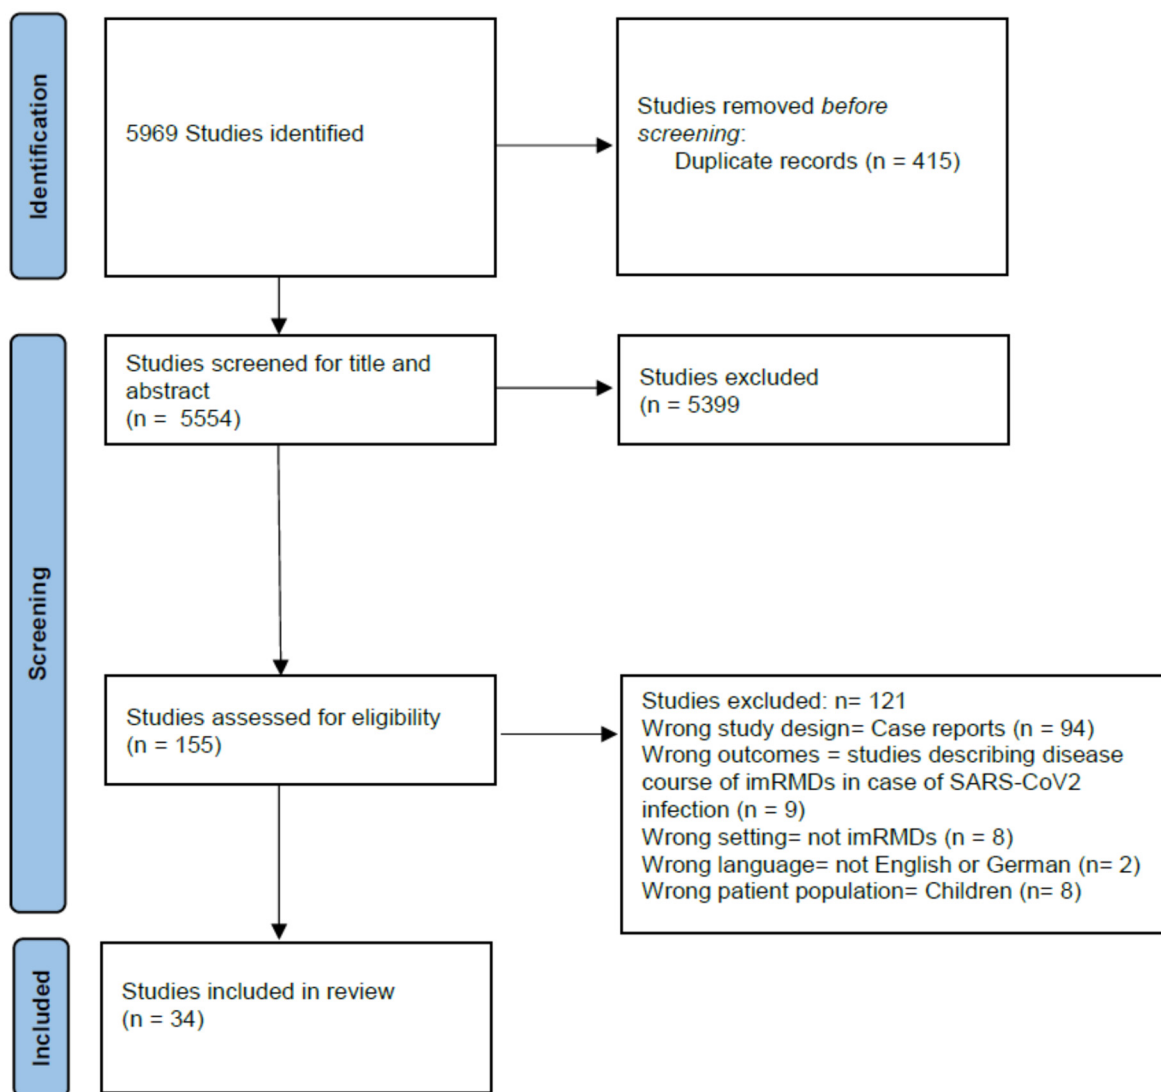 Identification
5969 Studies identified
Studies removed before
screening:
Duplicate records (n = 415)
Screening
Studies screened for title and
abstract
(n =  5554)
Studies excluded
(n = 5399
Studies assessed for eligibility
(n = 155)
Studies excluded: n= 121
Wrong study design= Case reports (n = 94)
Wrong outcomes = studies describing disease
course of imRMDs in case of SARS-CoV2
infection (n = 9)
Wrong setting= not imRMDs (n = 8)
Wrong language= not English or German (n= 2)
Wrong patient population= Children (n= 8)
Included
Studies included in review
(n = 34)